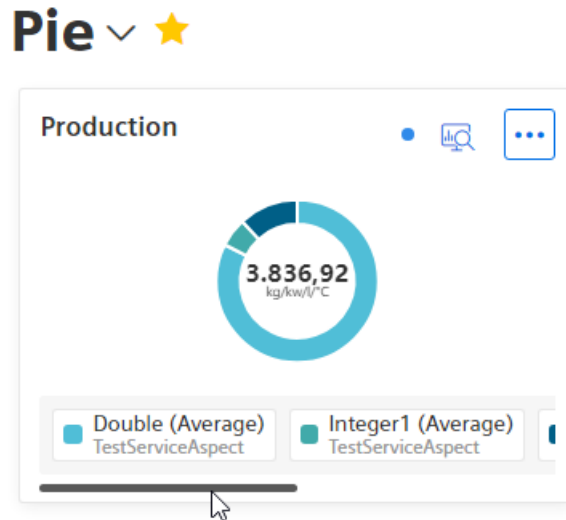 Pie
Production
3.836,92
kg/kw/l/°C
Double (Average)
TestServiceAspect
Integer1 (Average)
TestServiceAspect